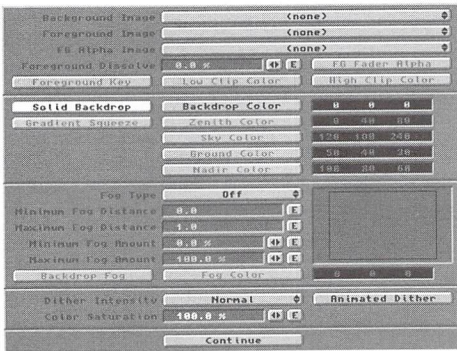 Background Image (none)
Foreground Image (none)
FG Alpha Image (none)
Foreground Dissolve 0.0 % E FG Fader Alpha
Foreground Key Low Clip Color High Clip Color
Solid Backdrop Backdrop Color 0 0 0
Gradient Squeeze Zenith Color 0 40 80
Sky Color 120 180 240
Ground Color 50 40 30
Nadir Color 100 80 60
Fog Type Off
Minimum Fog Distance 0.0 E
Maximum Fog Distance 1.0 E
Minimum Fog Amount 0.0 % E
Maximum Fog Amount 100.0 % E
Backdrop Fog Fog Color 0 0 0
Dither Intensity Normal Animated Dither
Color Saturation 100.0 % E
Continue